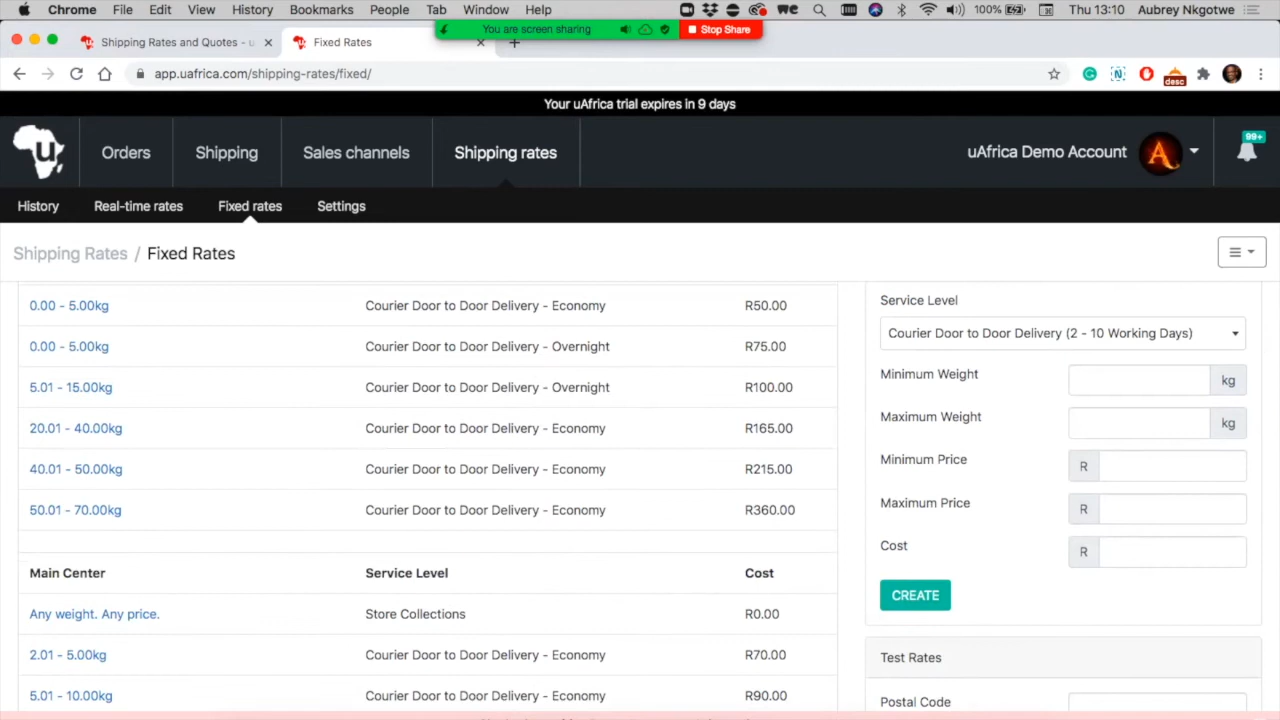 Chrome File Edit View History Bookmarks People Tab Window Help 100% Thu 13:10 Aubrey Nkgotwe
You are screen sharing Stop Share
Shipping Rates and Quotes - u
Fixed Rates
app.uafrica.com/shipping-rates/fixed/
desc
Your uAfrica trial expires in 9 days
u Orders Shipping Sales channels Shipping rates uAfrica Demo Account A 99+
History Real-time rates Fixed rates Settings
Shipping Rates / Fixed Rates
0.00 - 5.00kg Courier Door to Door Delivery - Economy R50.00
0.00 - 5.00kg Courier Door to Door Delivery - Overnight R75.00
5.01 - 15.00kg Courier Door to Door Delivery - Overnight R100.00
20.01 - 40.00kg Courier Door to Door Delivery - Economy R165.00
40.01 - 50.00kg Courier Door to Door Delivery - Economy R215.00
50.01 - 70.00kg Courier Door to Door Delivery - Economy R360.00
Main Center Service Level Cost
Any weight. Any price. Store Collections R0.00
2.01 - 5.00kg Courier Door to Door Delivery - Economy R70.00
5.01 - 10.00kg Courier Door to Door Delivery - Economy R90.00
Service Level
Courier Door to Door Delivery (2 - 10 Working Days)
Minimum Weight kg
Maximum Weight kg
Minimum Price R
Maximum Price R
Cost R
CREATE
Test Rates
Postal Code